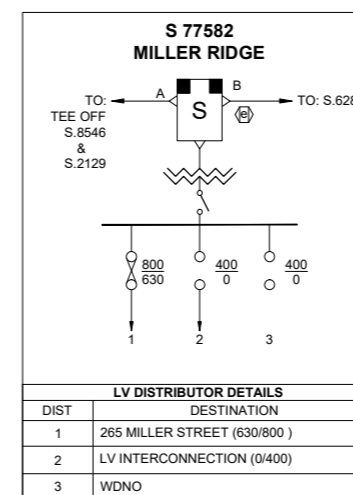 S 77582
MILLER RIDGE
A
B
TO:
TEE OFF
S.8546
&
S.2129
S
e
TO: S.628
800
630
400
0
400
0
1
2
3
LV DISTRIBUTOR DETAILS
DIST DESTINATION
1 265 MILLER STREET (630/800 )
2 LV INTERCONNECTION (0/400)
3 WDNO